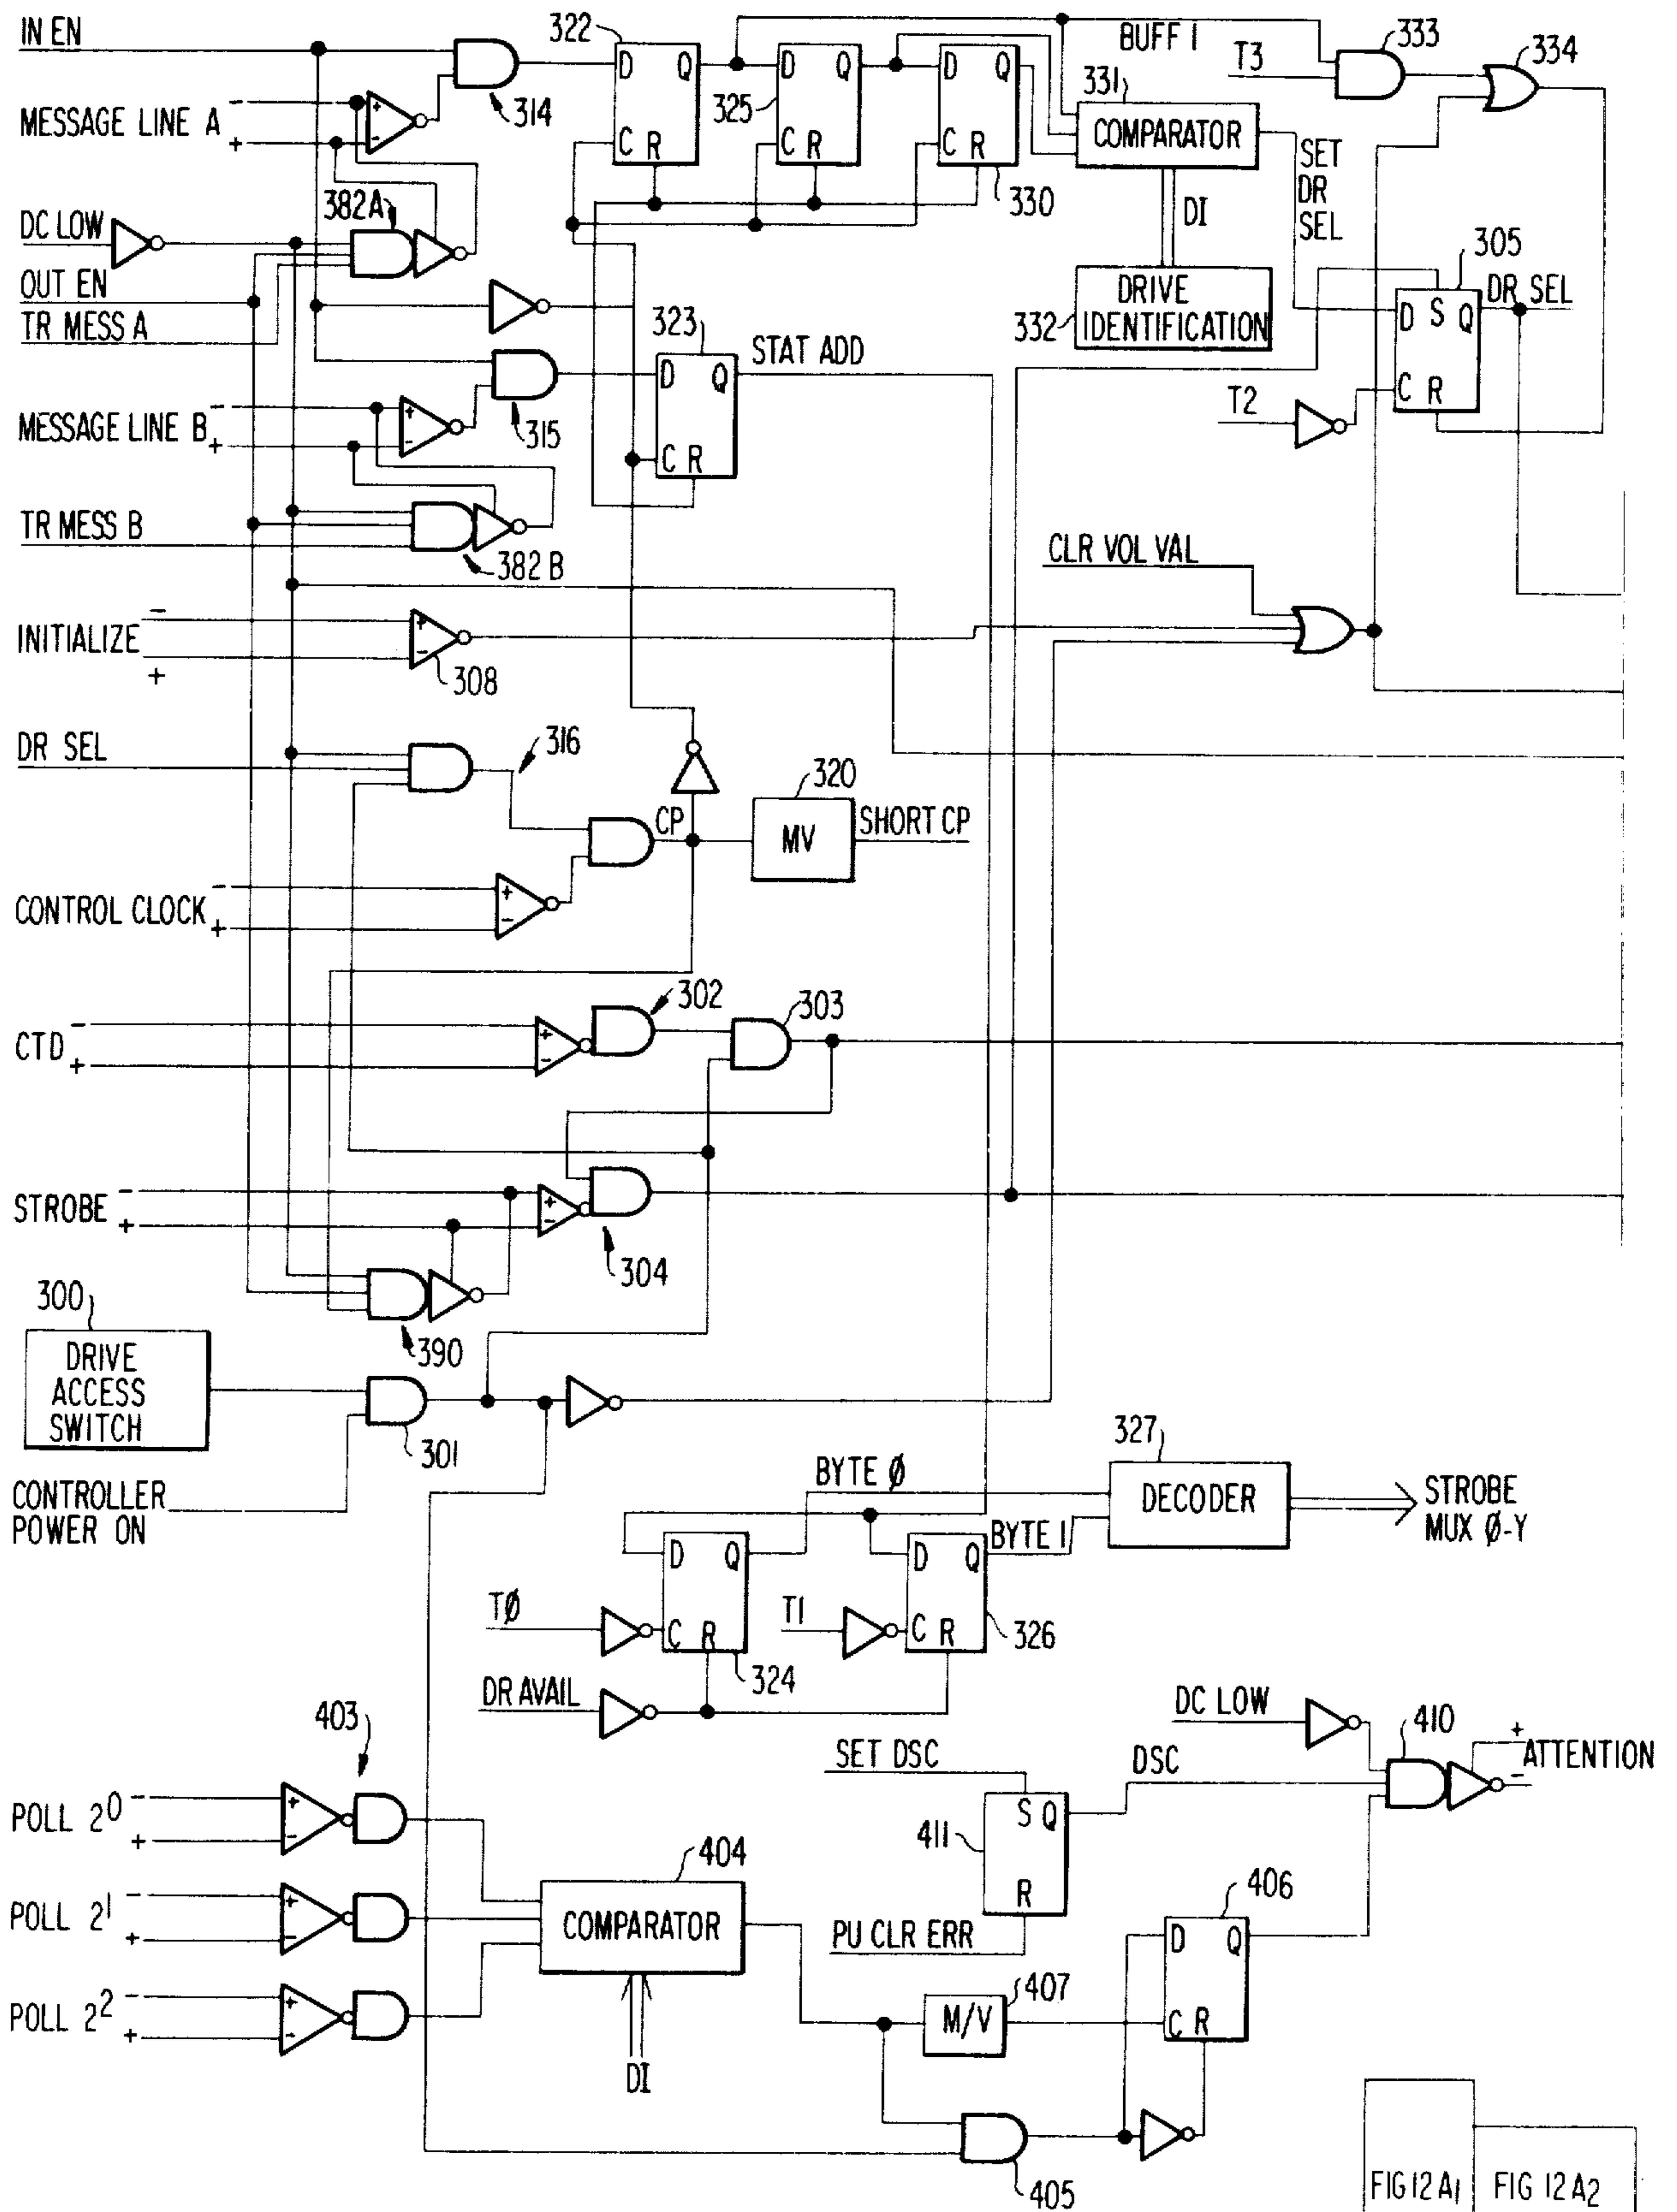 IN EN
322
D Q
C R
D Q
325
C R
D Q
C R
330
BUFF 1
T3
333
334
314
MESSAGE LINE A
-
+
+
-
331
COMPARATOR
SET
DR
SEL
DI
382A
DC LOW
OUT EN
TR MESS A
332
DRIVE
IDENTIFICATION
305
DR SEL
D S Q
C R
T2
323
STAT ADD
D Q
C R
MESSAGE LINE B
-
+
+
-
315
TR MESS B
382 B
CLR VOL VAL
INITIALIZE
-
+
+
-
308
DR SEL
316
320
CP
MV
SHORT CP
CONTROL CLOCK
-
+
+
-
302
303
CTD
-
+
+
-
STROBE
-
+
+
-
304
300
DRIVE
ACCESS
SWITCH
390
301
CONTROLLER
POWER ON
327
BYTE Ø
DECODER
STROBE
MUX Ø-Y
BYTE 1
D Q
C R
324
D Q
C R
326
TØ
T1
DR AVAIL
403
DC LOW
410
+
ATTENTION
-
SET DSC
DSC
S Q
411
R
PU CLR ERR
POLL 2⁰
-
+
+
-
404
COMPARATOR
POLL 2¹
-
+
+
-
406
D Q
C R
407
M/V
POLL 2²
-
+
+
-
DI
405
FIG 12 A1
FIG 12 A2